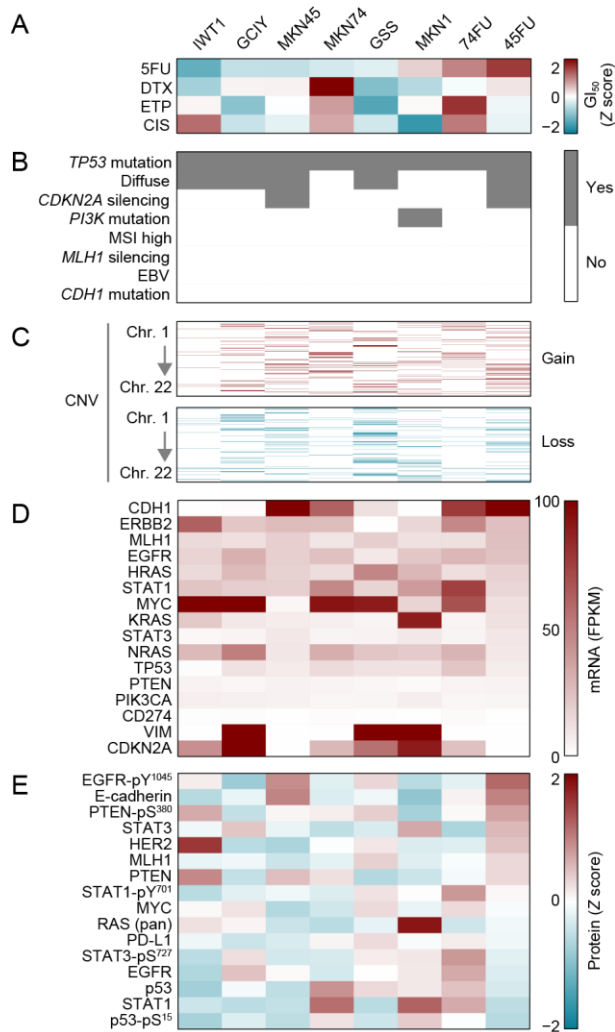 A
IWT1 GCIY MKN45 MKN74 GSS MKN1 74FU 45FU
5FU
DTX
ETP
CIS
2
0
−2
GI50
(Z score)
B
TP53 mutation
Diffuse
CDKN2A silencing
PI3K mutation
MSI high
MLH1 silencing
EBV
CDH1 mutation
Yes
No
C
CNV
Chr. 1
Chr. 22
Gain
Chr. 1
Chr. 22
Loss
D
CDH1
ERBB2
MLH1
EGFR
HRAS
STAT1
MYC
KRAS
STAT3
NRAS
TP53
PTEN
PIK3CA
CD274
VIM
CDKN2A
100
50
0
mRNA (FPKM)
E
EGFR-pY1045
E-cadherin
PTEN-pS380
STAT3
HER2
MLH1
PTEN
STAT1-pY701
MYC
RAS (pan)
PD-L1
STAT3-pS727
EGFR
p53
STAT1
p53-pS15
2
0
−2
Protein (Z score)